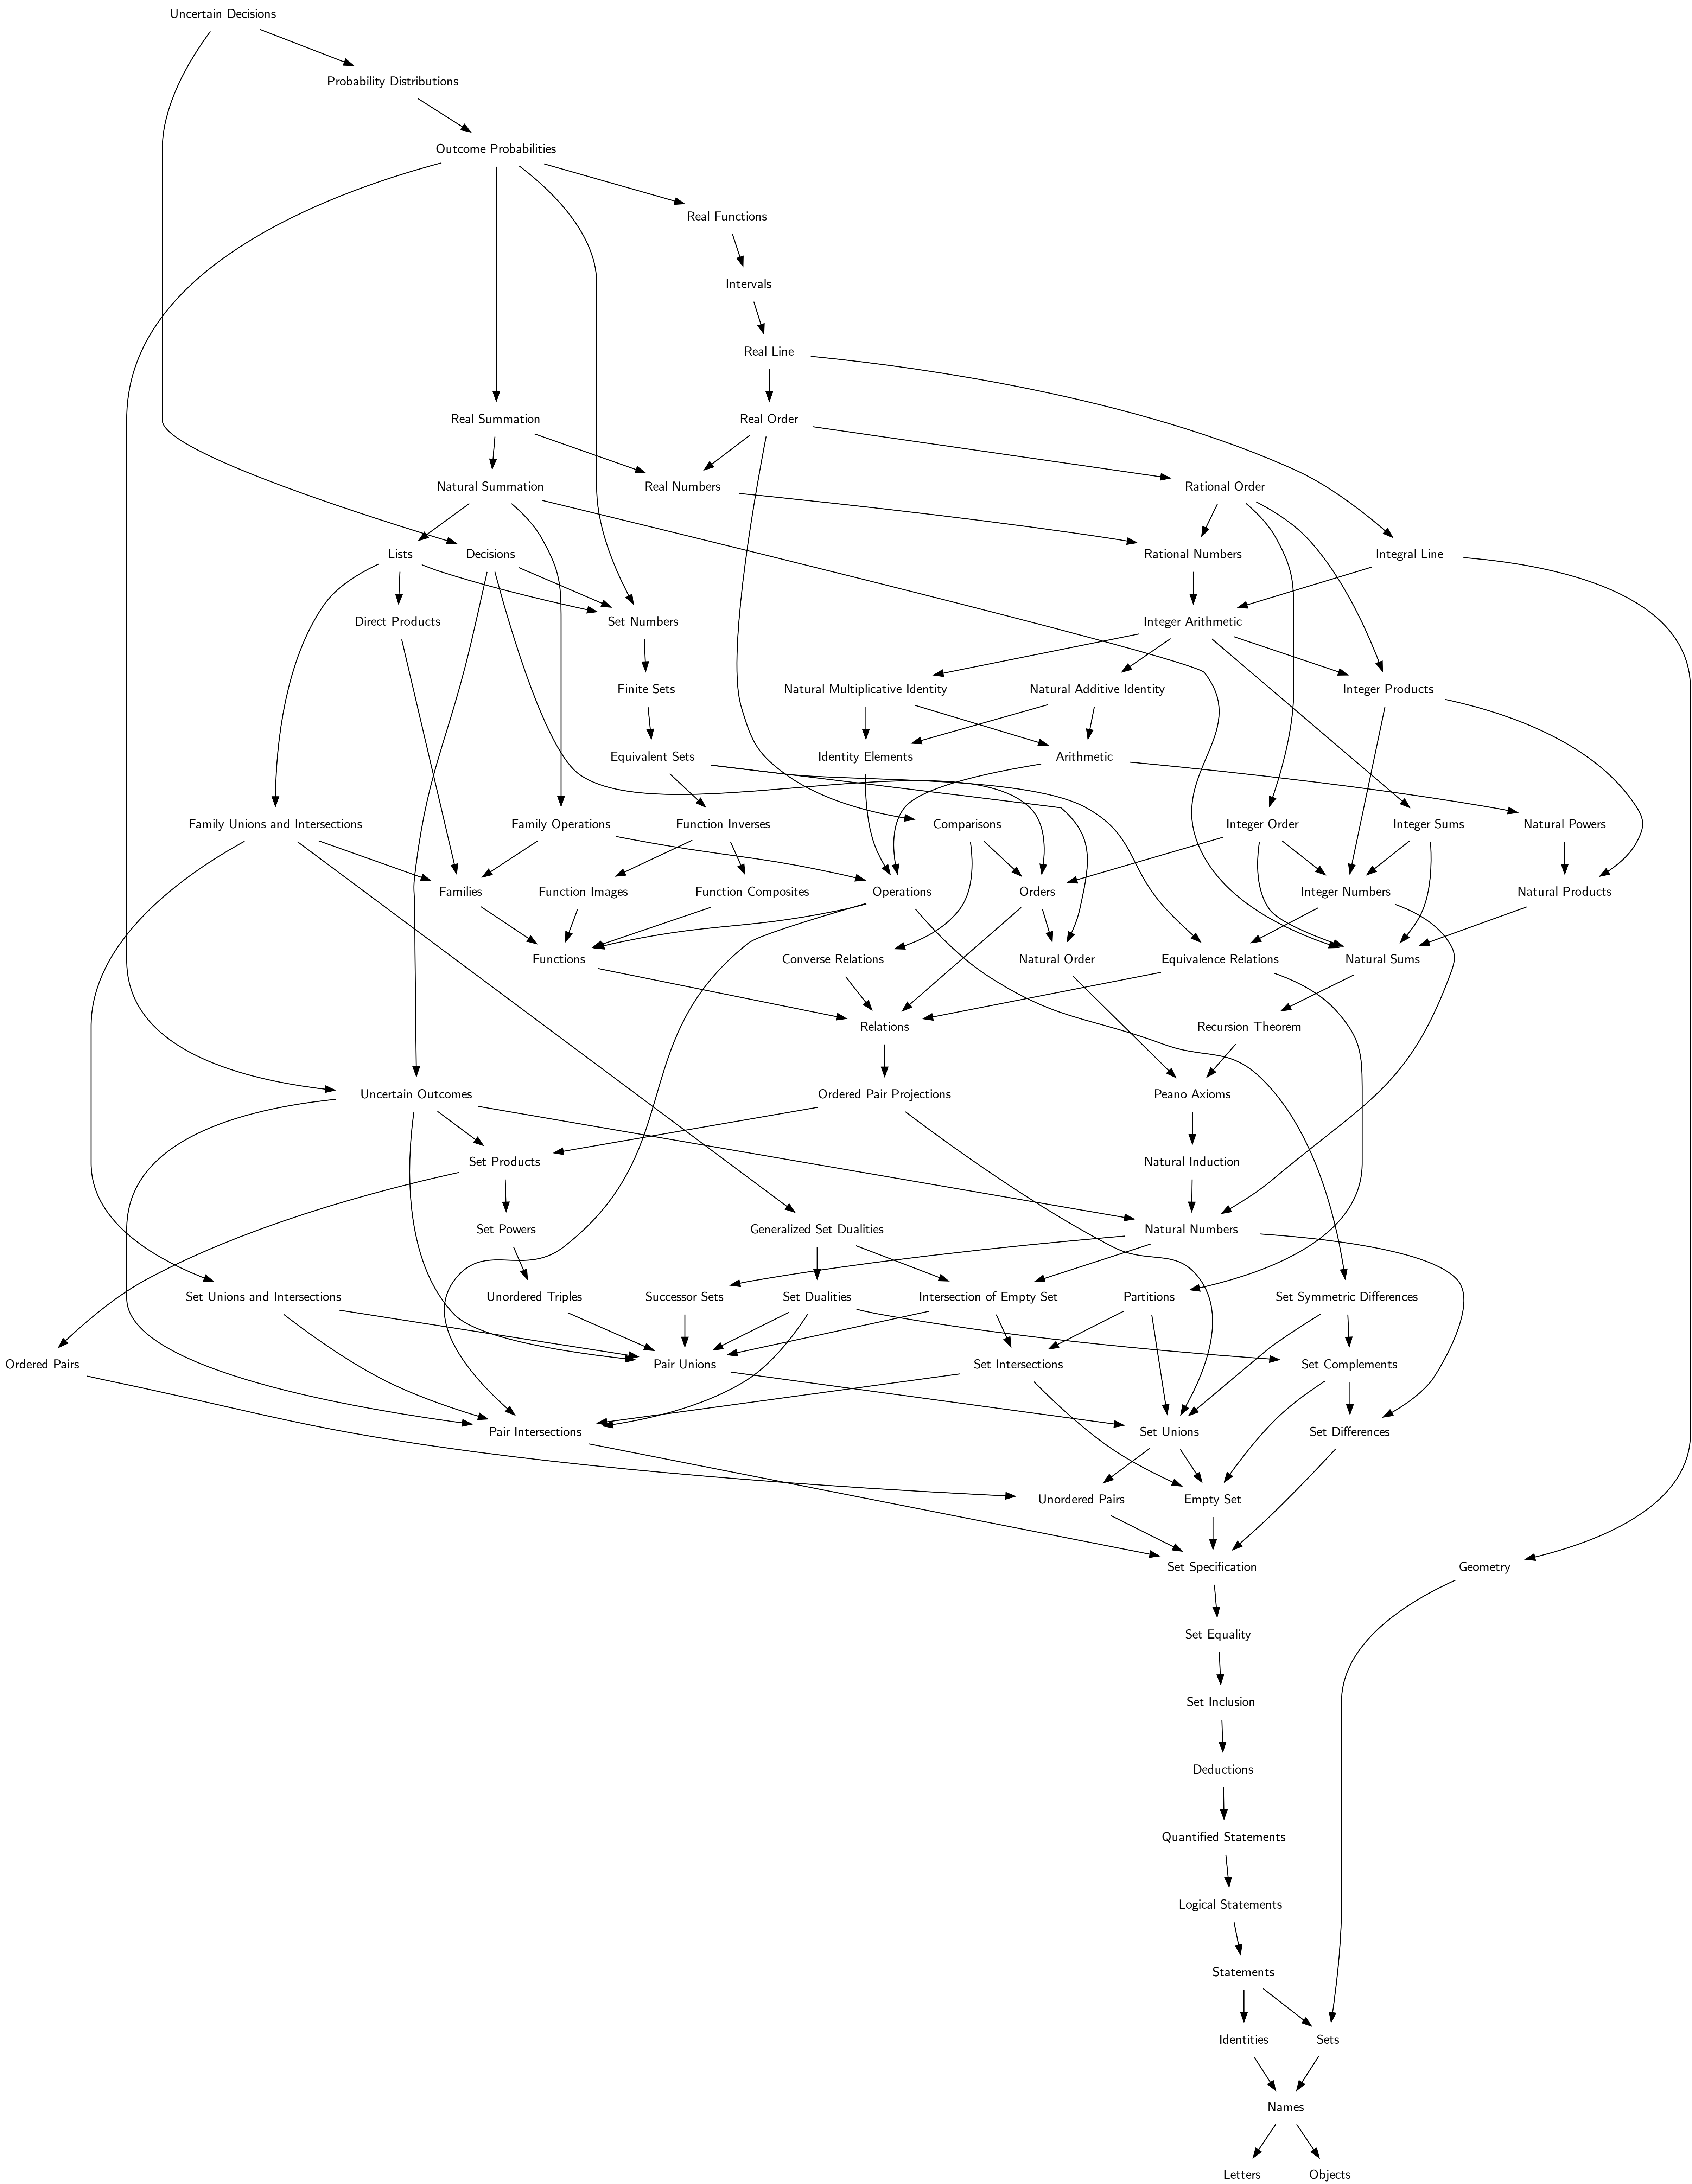 Uncertain Decisions
Probability Distributions
Outcome Probabilities
Real Functions
Intervals
Real Line
Real Summation
Real Order
Natural Summation
Real Numbers
Rational Order
Lists
Decisions
Rational Numbers
Integral Line
Direct Products
Set Numbers
Integer Arithmetic
Finite Sets
Natural Multiplicative Identity
Natural Additive Identity
Integer Products
Equivalent Sets
Identity Elements
Arithmetic
Family Unions and Intersections
Family Operations
Function Inverses
Comparisons
Integer Order
Integer Sums
Natural Powers
Families
Function Images
Function Composites
Operations
Orders
Integer Numbers
Natural Products
Functions
Converse Relations
Natural Order
Equivalence Relations
Natural Sums
Relations
Recursion Theorem
Uncertain Outcomes
Ordered Pair Projections
Peano Axioms
Set Products
Natural Induction
Set Powers
Generalized Set Dualities
Natural Numbers
Set Unions and Intersections
Unordered Triples
Successor Sets
Set Dualities
Intersection of Empty Set
Partitions
Set Symmetric Differences
Ordered Pairs
Pair Unions
Set Intersections
Set Complements
Pair Intersections
Set Unions
Set Differences
Unordered Pairs
Empty Set
Set Specification
Geometry
Set Equality
Set Inclusion
Deductions
Quantified Statements
Logical Statements
Statements
Identities
Sets
Names
Letters
Objects